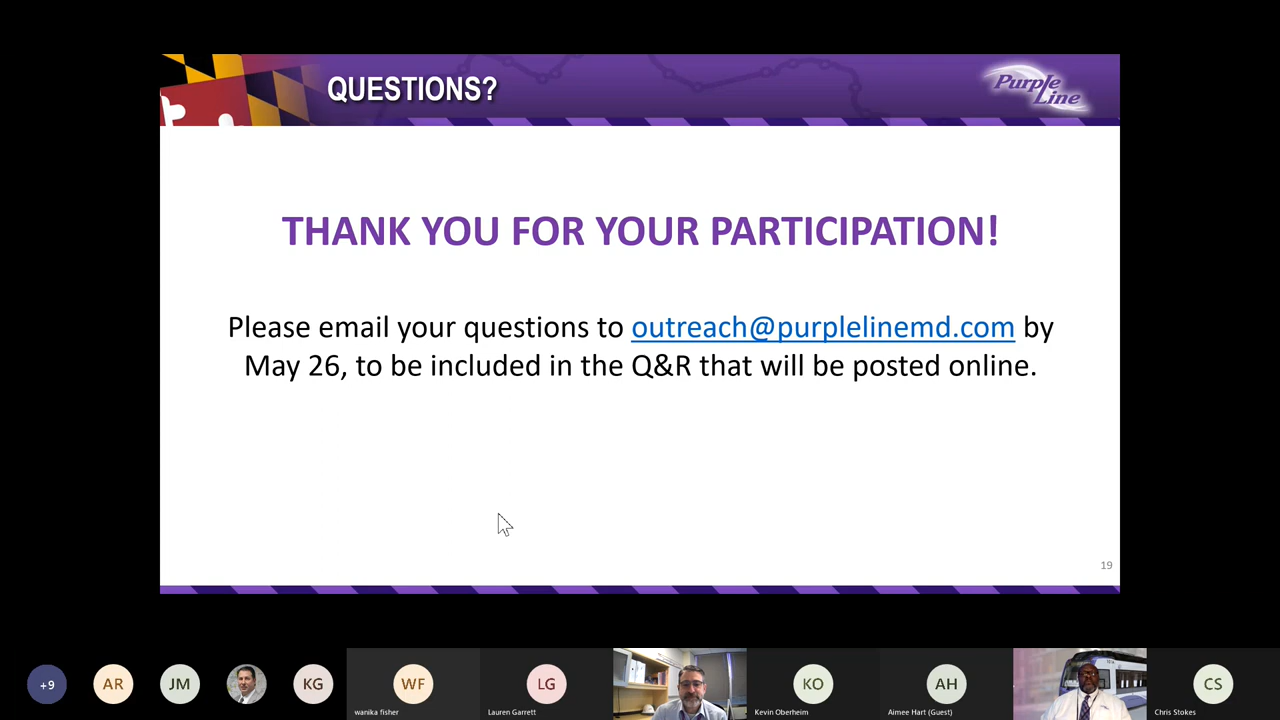 QUESTIONS?
Purple
Line
THANK YOU FOR YOUR PARTICIPATION!
Please email your questions to outreach@purplelinemd.com by
May 26, to be included in the Q&R that will be posted online.
19
+9
AR
JM
KG
WF
LG
KO
AH
CS
wanika fisher
Lauren Garrett
Kevin Oberheim
Aimee Hart (Guest)
Chris Stokes